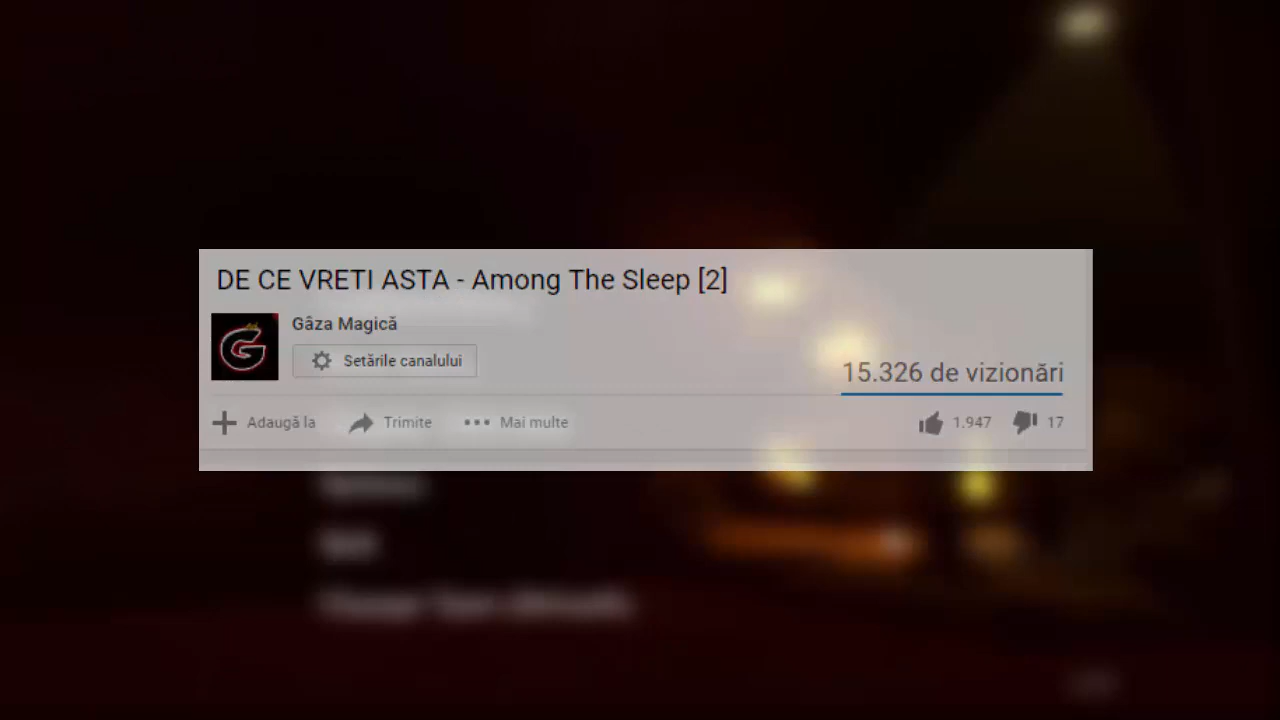 DE CE VRETI ASTA - Among The Sleep [2]
Gâza Magică
Setările canalului
15.326 de vizionări
Adaugă la Trimite Mai multe 1.947 17